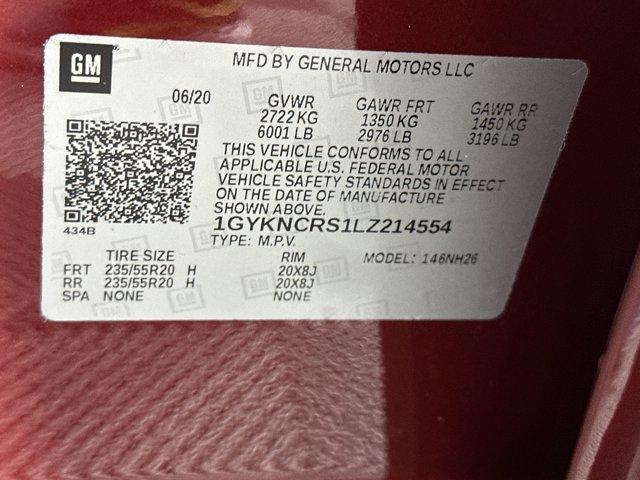 GM
MFD BY GENERAL MOTORS LLC
06/20 GVWR GAWR FRT GAWR RR
2722 KG 1350 KG 1450 KG
6001 LB 2976 LB 3196 LB
THIS VEHICLE CONFORMS TO ALL
APPLICABLE U.S. FEDERAL MOTOR
VEHICLE SAFETY STANDARDS IN EFFECT
ON THE DATE OF MANUFACTURE
SHOWN ABOVE.
434B
1GYKNCRS1LZ214554
TYPE: M.P.V.
TIRE SIZE RIM MODEL: 146NH26
FRT 235/55R20 H 20X8J
RR 235/55R20 H 20X8J
SPA NONE NONE